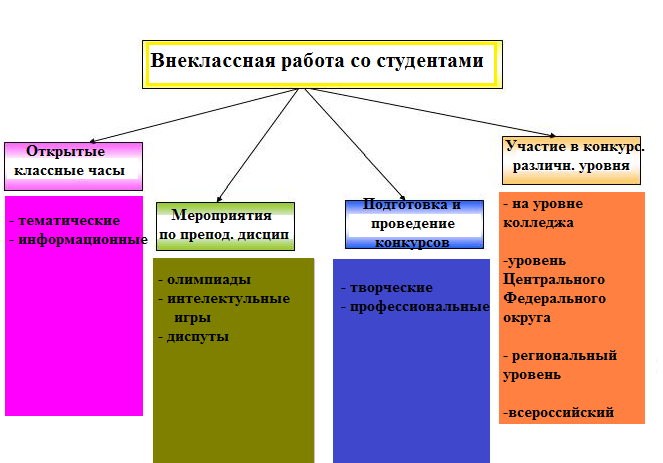 Внеклассная работа со студентами
Открытые
классные часы
- тематические
- информационные
Мероприятия
по препод. дисцип
- олимпиады
- интелектульные
игры
- диспуты
Подготовка и
проведение
конкурсов
- творческие
- профессиональные
Участие в конкурс.
различн. уровня
- на уровне
колледжа
-уровень
Центрального
Федерального
округа
- региональный
уровень
-всероссийский